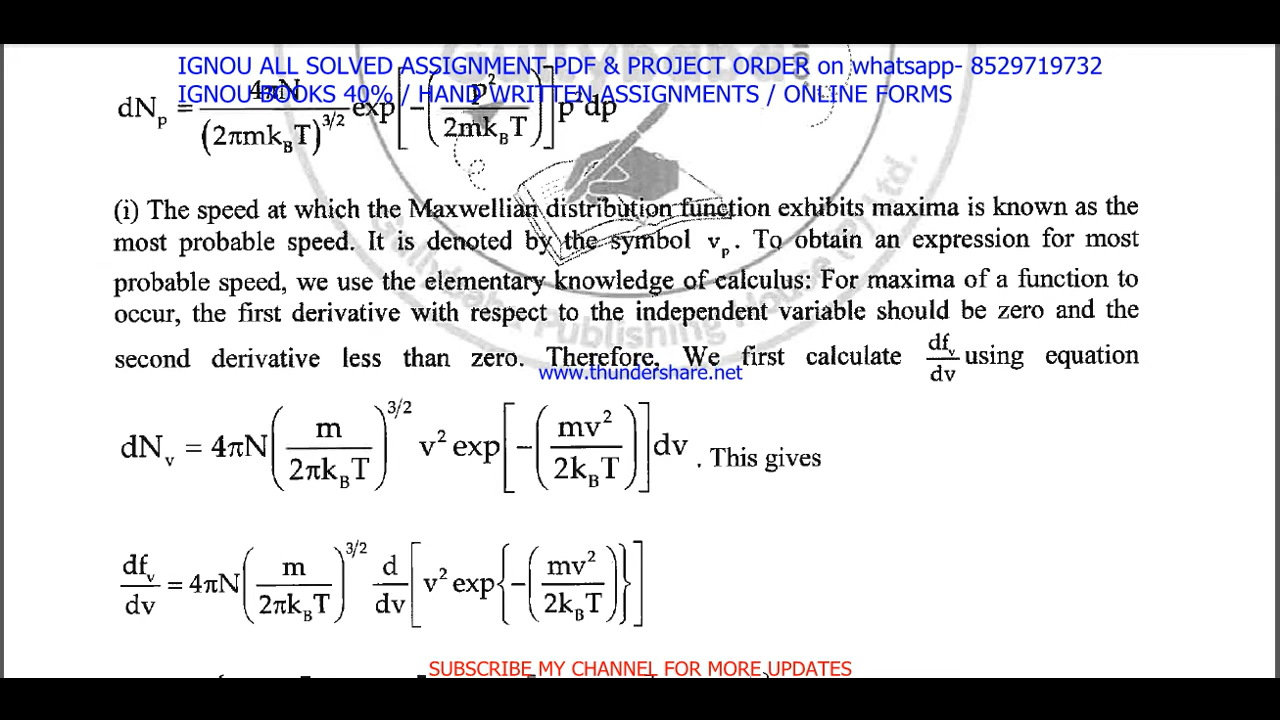 IGNOU ALL SOLVED ASSIGNMENT PDF & PROJECT ORDER on whatsapp- 8529719732
IGNOU BOOKS 40% / HAND WRITTEN ASSIGNMENTS / ONLINE FORMS
dN_p = 4πN/(2πmk_BT)^{3/2} exp[-(p²/2mk_BT)] p² dp
(i) The speed at which the Maxwellian distribution function exhibits maxima is known as the
most probable speed. It is denoted by the symbol v_p. To obtain an expression for most
probable speed, we use the elementary knowledge of calculus: For maxima of a function to
occur, the first derivative with respect to the independent variable should be zero and the
second derivative less than zero. Therefore, We first calculate df_v/dv using equation
www.thundershare.net
dN_v = 4πN(m/2πk_BT)^{3/2} v² exp[-(mv²/2k_BT)]dv . This gives
df_v/dv = 4πN(m/2πk_BT)^{3/2} d/dv[v² exp{-(mv²/2k_BT)}]
SUBSCRIBE MY CHANNEL FOR MORE UPDATES
Publishing House (P) Ltd.